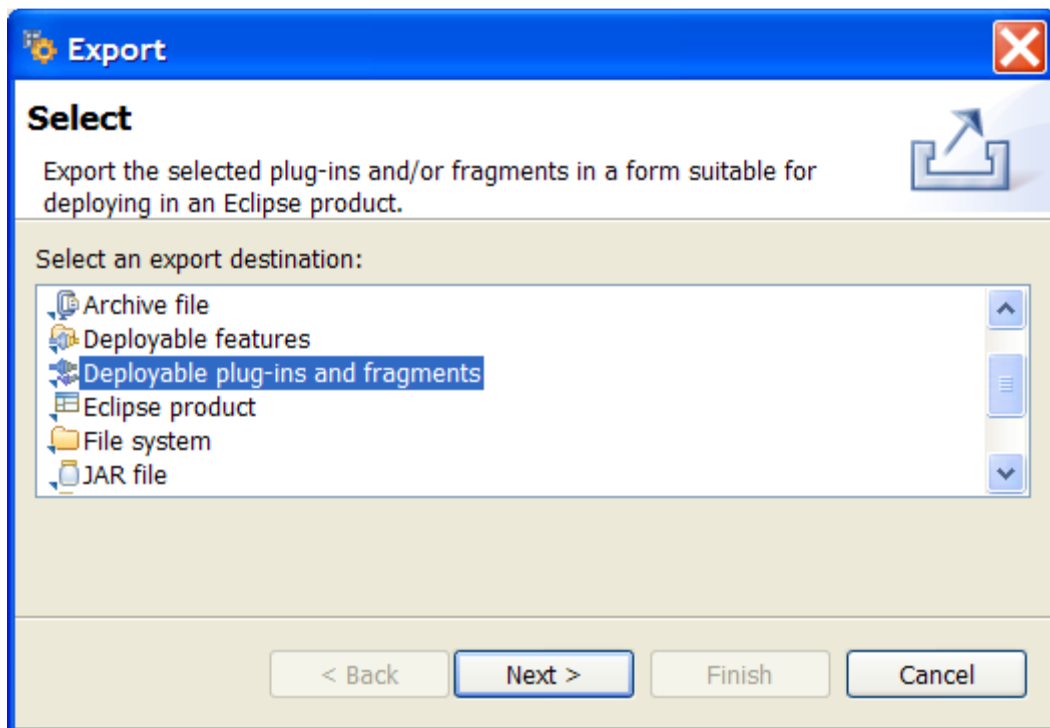 Export
Select
Export the selected plug-ins and/or fragments in a form suitable for
deploying in an Eclipse product.
Select an export destination:
Archive file
Deployable features
Deployable plug-ins and fragments
Eclipse product
File system
JAR file
< Back
Next >
Finish
Cancel